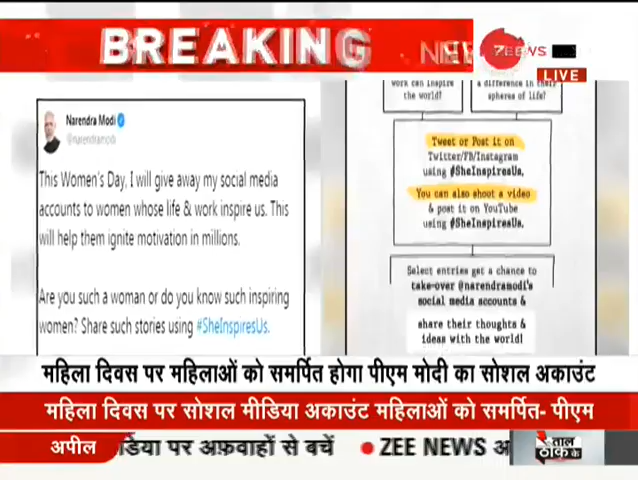 BREAKING
NEWS
ZEE NEWS
LIVE
Narendra Modi
@narendramodi
This Women's Day, I will give away my social media
accounts to women whose life & work inspire us. This
will help them ignite motivation in millions.
Are you such a woman or do you know such inspiring
women? Share such stories using #SheInspiresUs.
work can inspire
the world?
a difference in their
spheres of life?
Tweet or Post it on
Twitter/FB/Instagram
using #SheInspiresUs.
You can also shoot a video
& post it on YouTube
using #SheInspiresUs.
Select entries get a chance to
take-over @narendramodi's
social media accounts &
share their thoughts &
ideas with the world!
महिला दिवस पर महिलाओं को समर्पित होगा पीएम मोदी का सोशल अकाउंट
महिला दिवस पर सोशल मीडिया अकाउंट महिलाओं को समर्पित- पीएम
अपील
डिया पर अफ़वाहों से बचें
ZEE NEWS अ
ताल
ठोक के